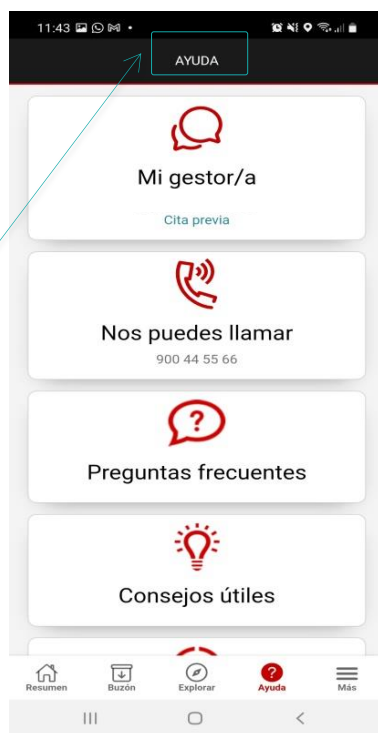 11:43
AYUDA
Mi gestor/a
Cita previa
Nos puedes llamar
900 44 55 66
Preguntas frecuentes
Consejos útiles
Resumen Buzón Explorar Ayuda Más